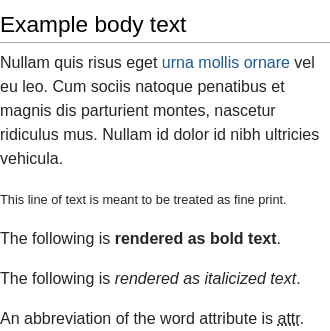 Example body text
Nullam quis risus eget urna mollis ornare vel
eu leo. Cum sociis natoque penatibus et
magnis dis parturient montes, nascetur
ridiculus mus. Nullam id dolor id nibh ultricies
vehicula.
This line of text is meant to be treated as fine print.
The following is rendered as bold text.
The following is rendered as italicized text.
An abbreviation of the word attribute is attr.